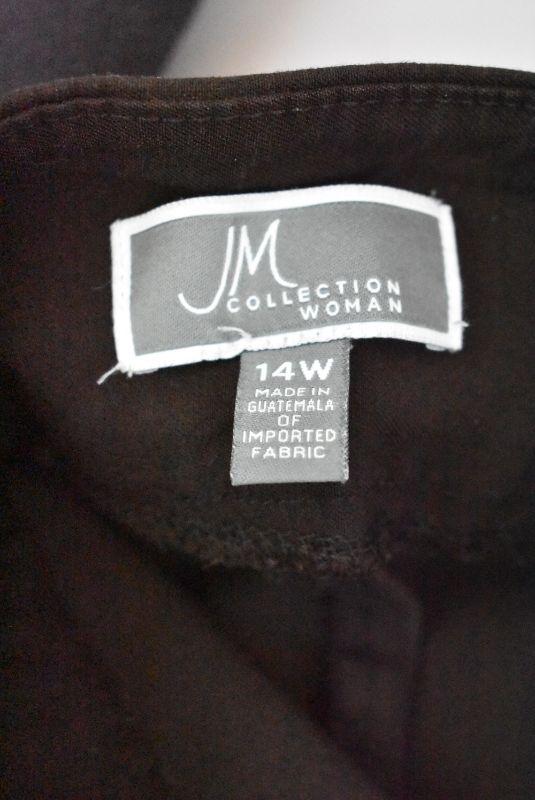 JM
COLLECTION
WOMAN
14W
MADE IN
GUATEMALA
OF
IMPORTED
FABRIC